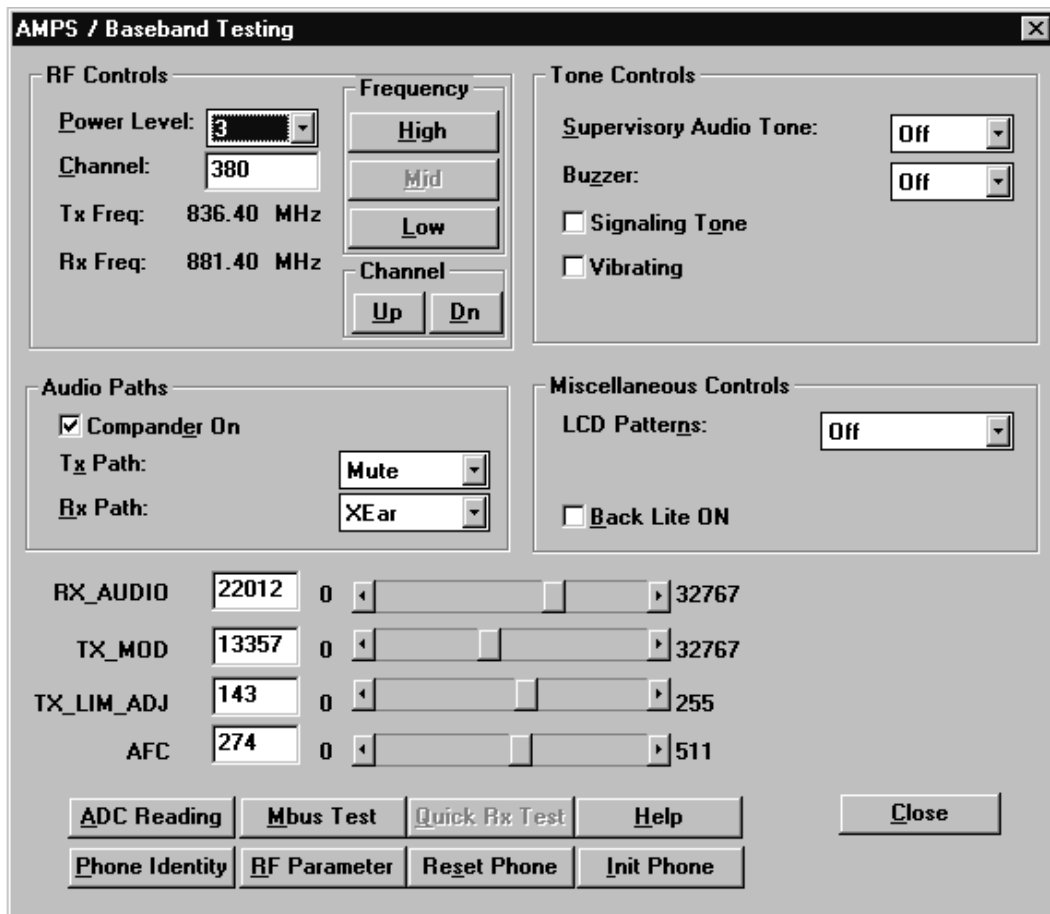 AMPS / Baseband Testing
RF Controls
Power Level: 3
Channel: 380
Tx Freq: 836.40 MHz
Rx Freq: 881.40 MHz
Frequency
High
Mid
Low
Channel
Up Dn
Tone Controls
Supervisory Audio Tone: Off
Buzzer: Off
Signaling Tone
Vibrating
Audio Paths
Compander On
Tx Path: Mute
Rx Path: XEar
Miscellaneous Controls
LCD Patterns: Off
Back Lite ON
RX_AUDIO 22012 0 32767
TX_MOD 13357 0 32767
TX_LIM_ADJ 143 0 255
AFC 274 0 511
ADC Reading Mbus Test Quick Rx Test Help Close
Phone Identity RF Parameter Reset Phone Init Phone